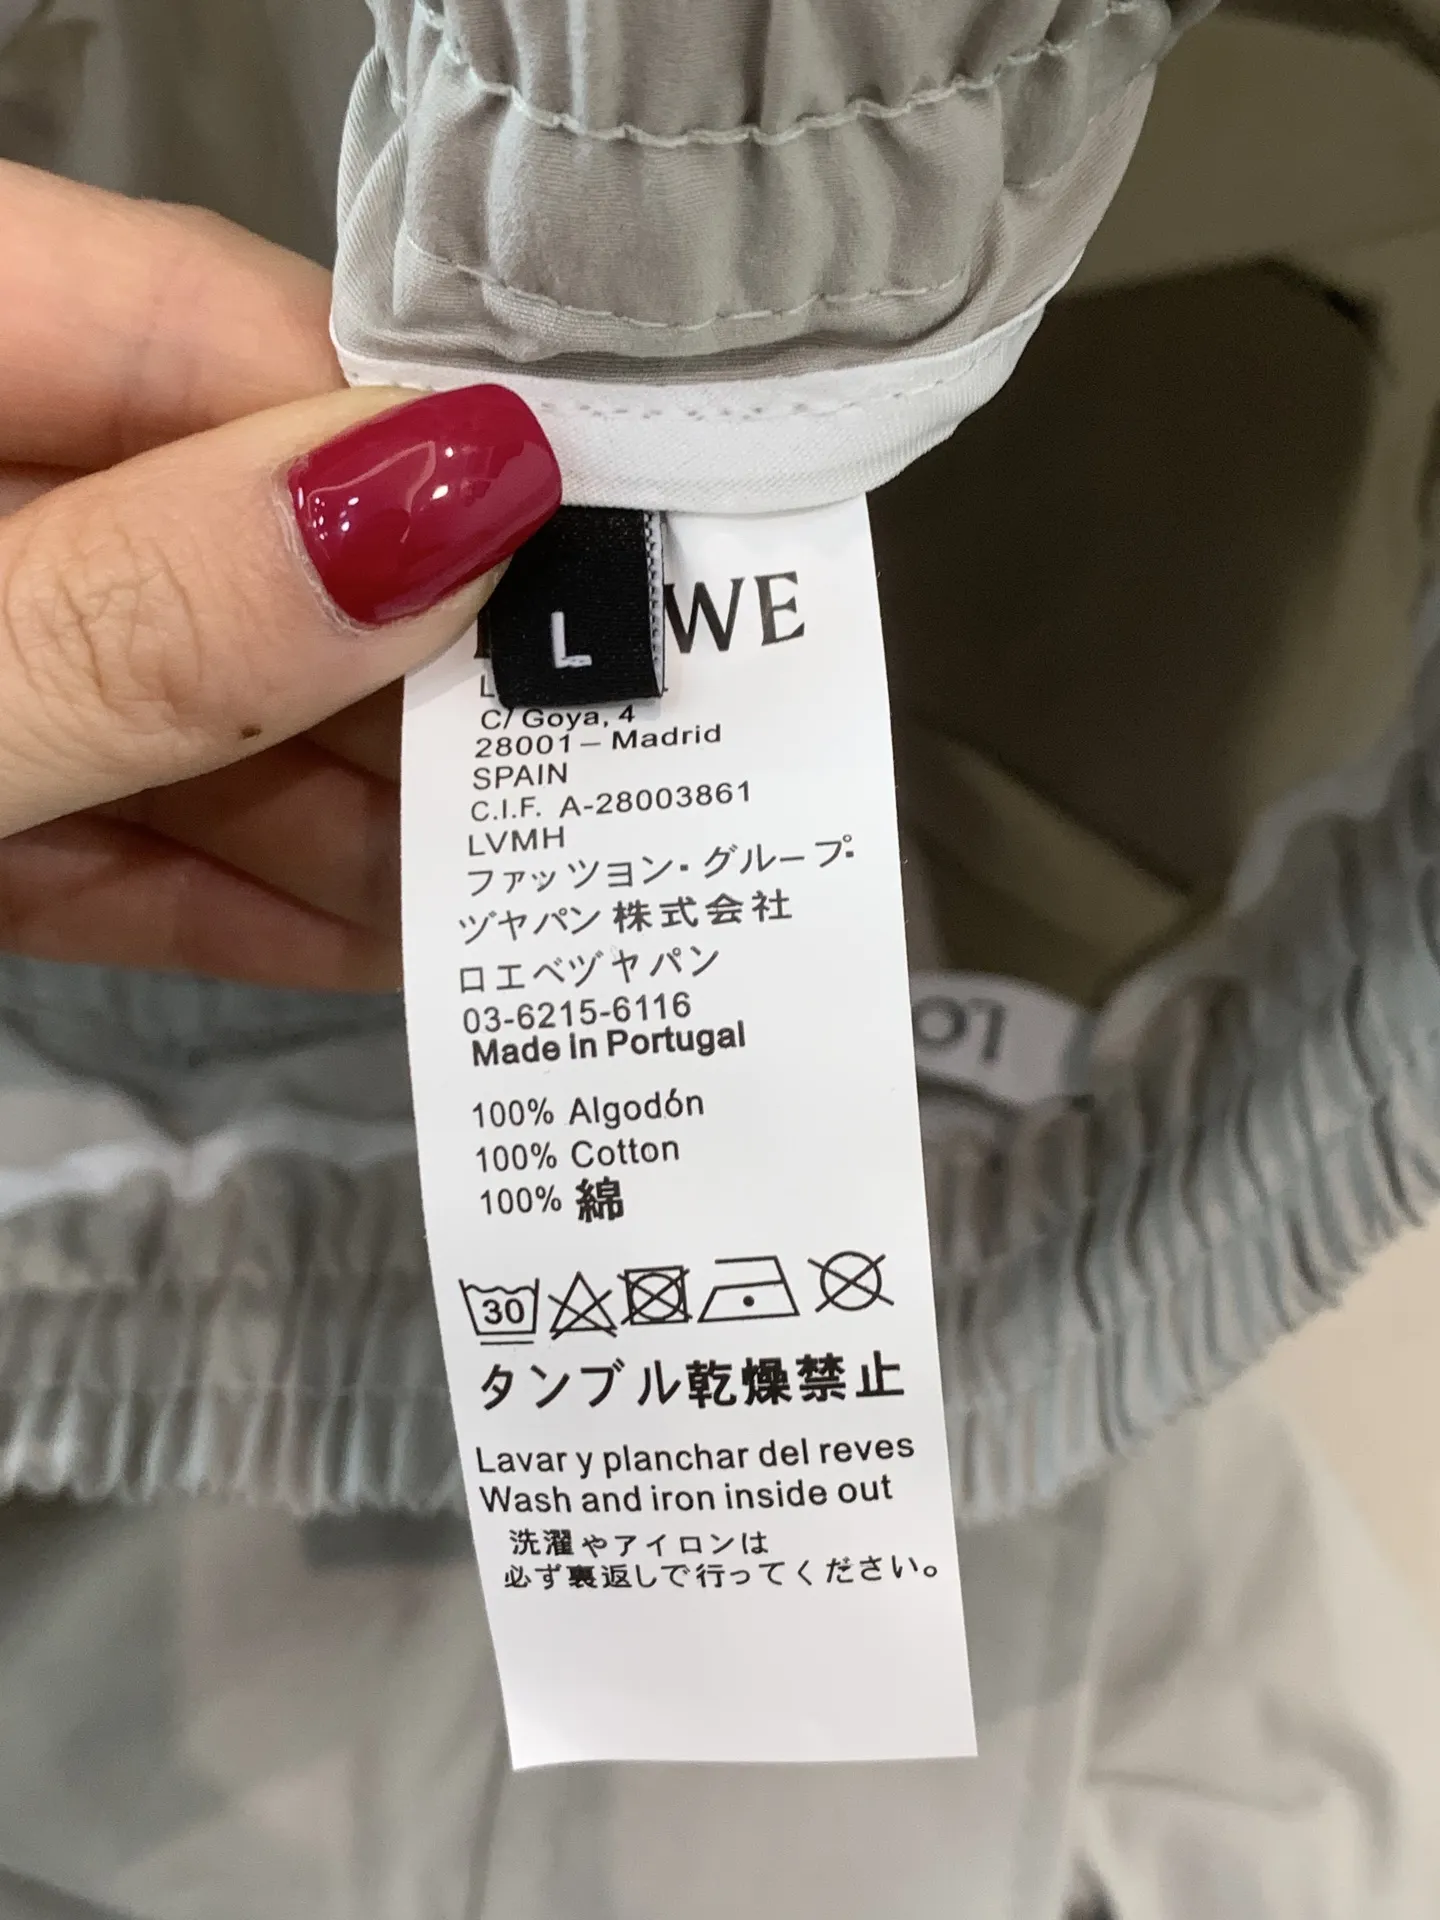 L
WE
C/ Goya, 4
28001 – Madrid
SPAIN
C.I.F. A-28003861
LVMH
ファッツヨン・グループ
ヅヤパン 株式会社
ロエベヅヤパン
03-6215-6116
Made in Portugal
100% Algodón
100% Cotton
100% 綿
30
タンブル乾燥禁止
Lavar y planchar del reves
Wash and iron inside out
洗濯やアイロンは
必ず裏返しで行ってください。
LO